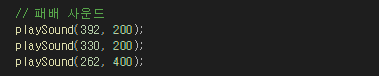 // 패배 사운드
playSound(392, 200);
playSound(330, 200);
playSound(262, 400);